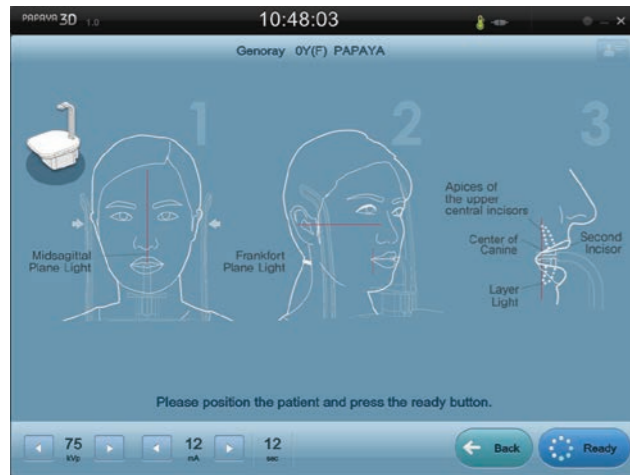 PAPAYA 3D 1.0
10:48:03
Genoray 0Y(F) PAPAYA
1
2
3
Midsagittal
Plane Light
Frankfort
Plane Light
Apices of
the upper
central incisors
Center of
Canine
Second
Incisor
Layer
Light
Please position the patient and press the ready button.
75
kVp
12
mA
12
sec
Back
Ready